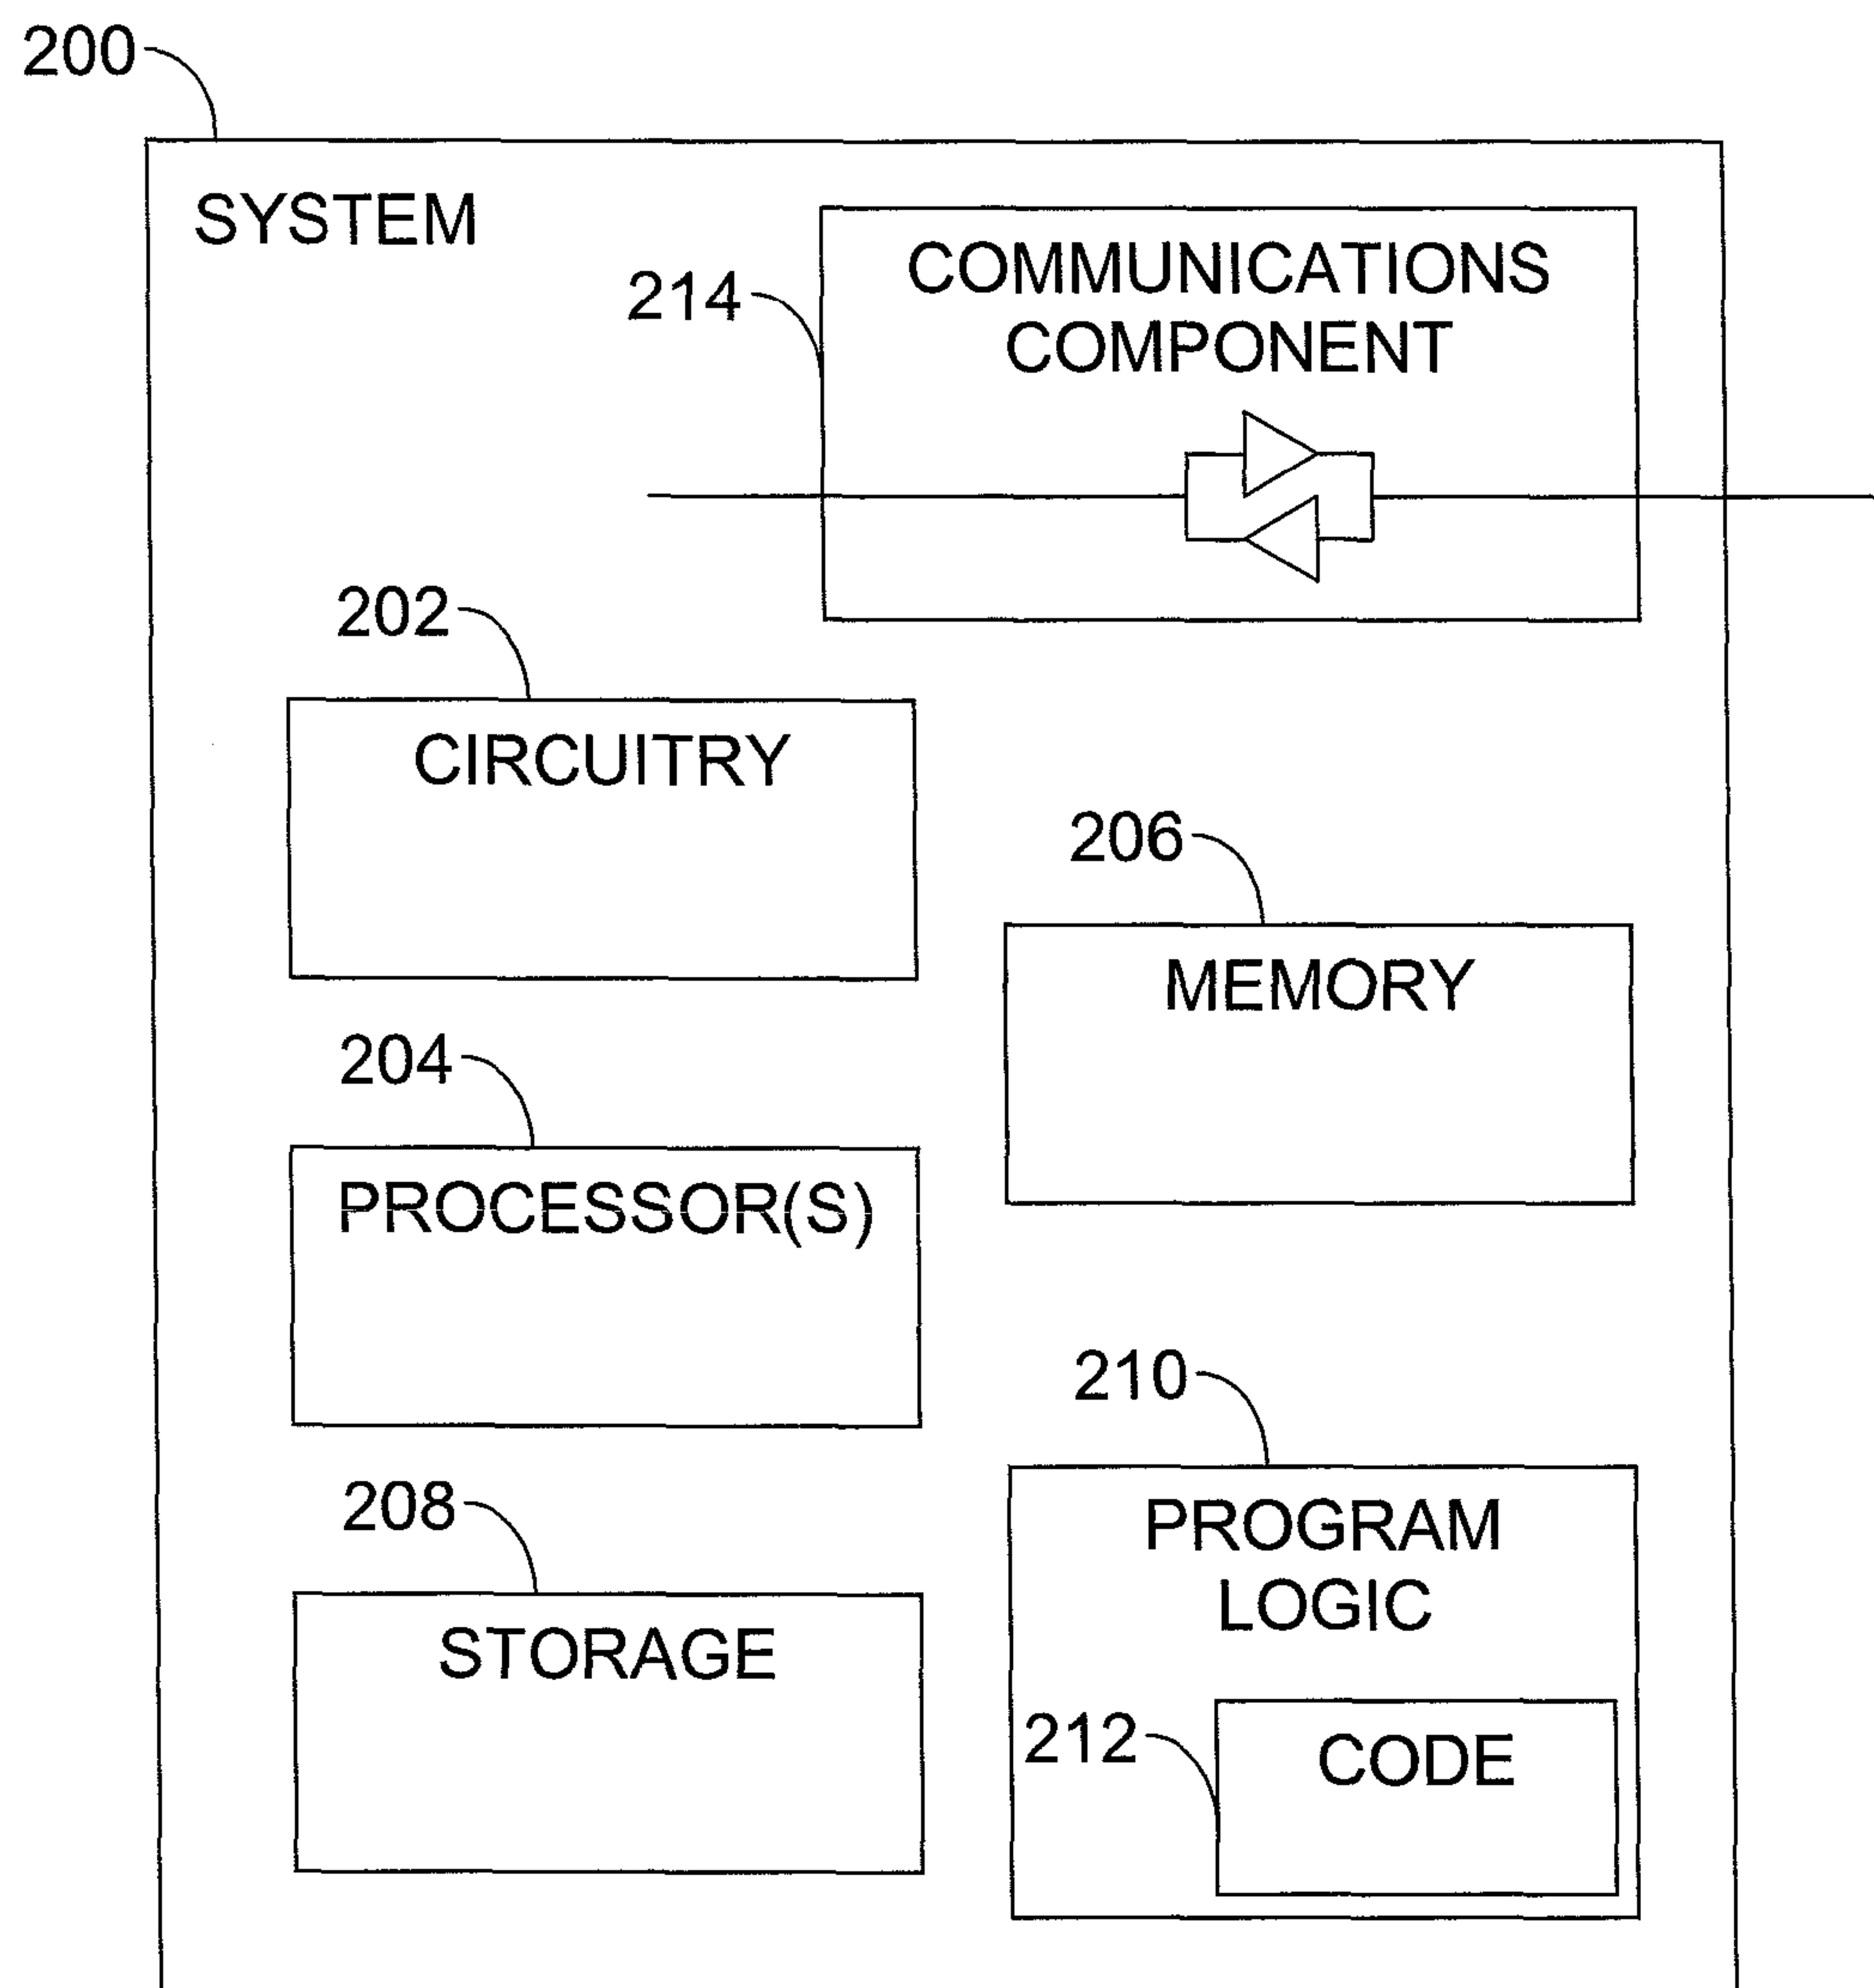 200
SYSTEM
COMMUNICATIONS
COMPONENT
214
202
CIRCUITRY
206
MEMORY
204
PROCESSOR(S)
210
PROGRAM
LOGIC
208
STORAGE
212
CODE